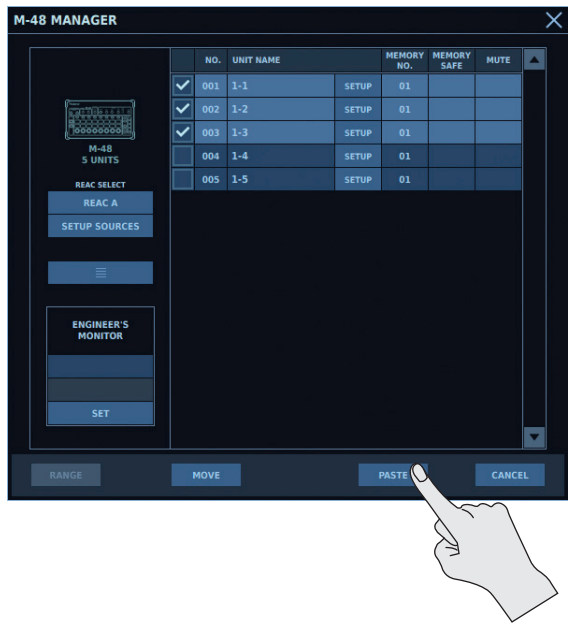 M-48 MANAGER
NO. UNIT NAME MEMORY NO. MEMORY SAFE MUTE
001 1-1 SETUP 01
002 1-2 SETUP 01
003 1-3 SETUP 01
004 1-4 SETUP 01
005 1-5 SETUP 01
M-48
5 UNITS
REAC SELECT
REAC A
SETUP SOURCES
ENGINEER'S
MONITOR
SET
RANGE MOVE PASTE CANCEL